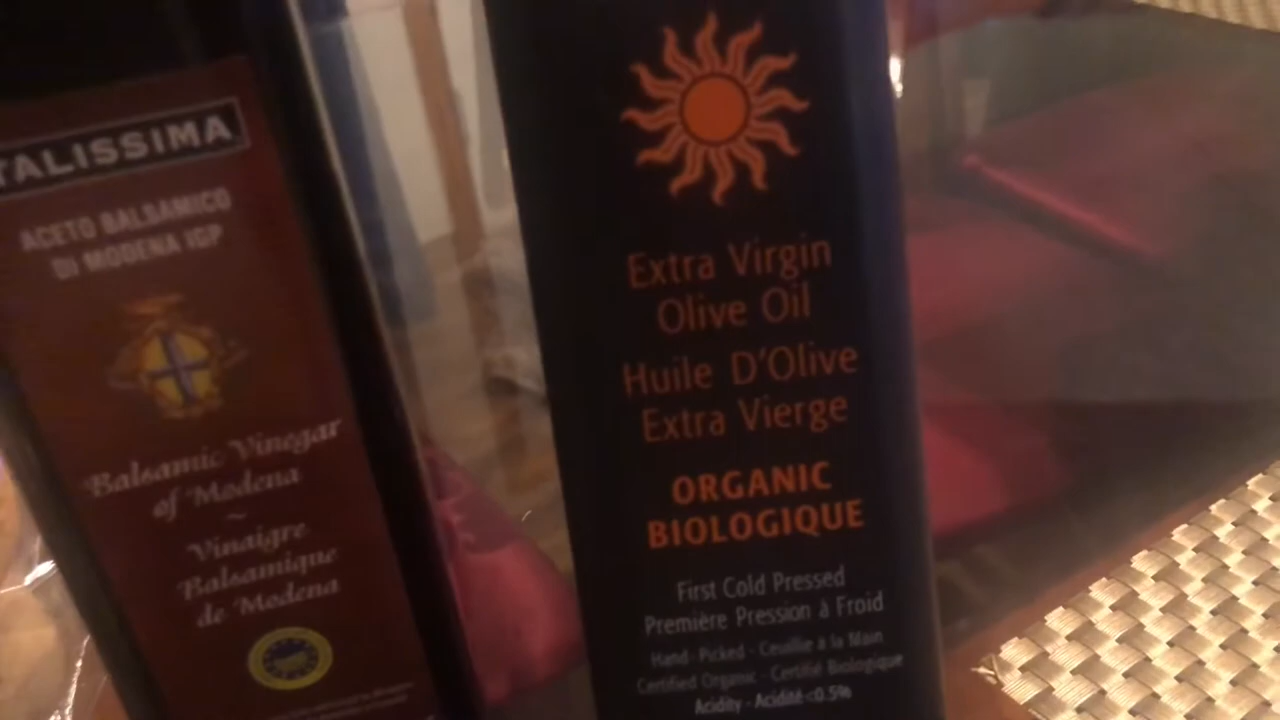 TALISSIMA
ACETO BALSAMICO
DI MODENA IGP
Balsamic Vinegar
of Modena
~
Vinaigre
Balsamique
de Modena
Extra Virgin
Olive Oil
Huile D'Olive
Extra Vierge
ORGANIC
BIOLOGIQUE
First Cold Pressed
Première Pression à Froid
Hand-Picked - Ceuillie à la Main
Certified Organic - Certifié Biologique
Acidity - Acidité <0.5%